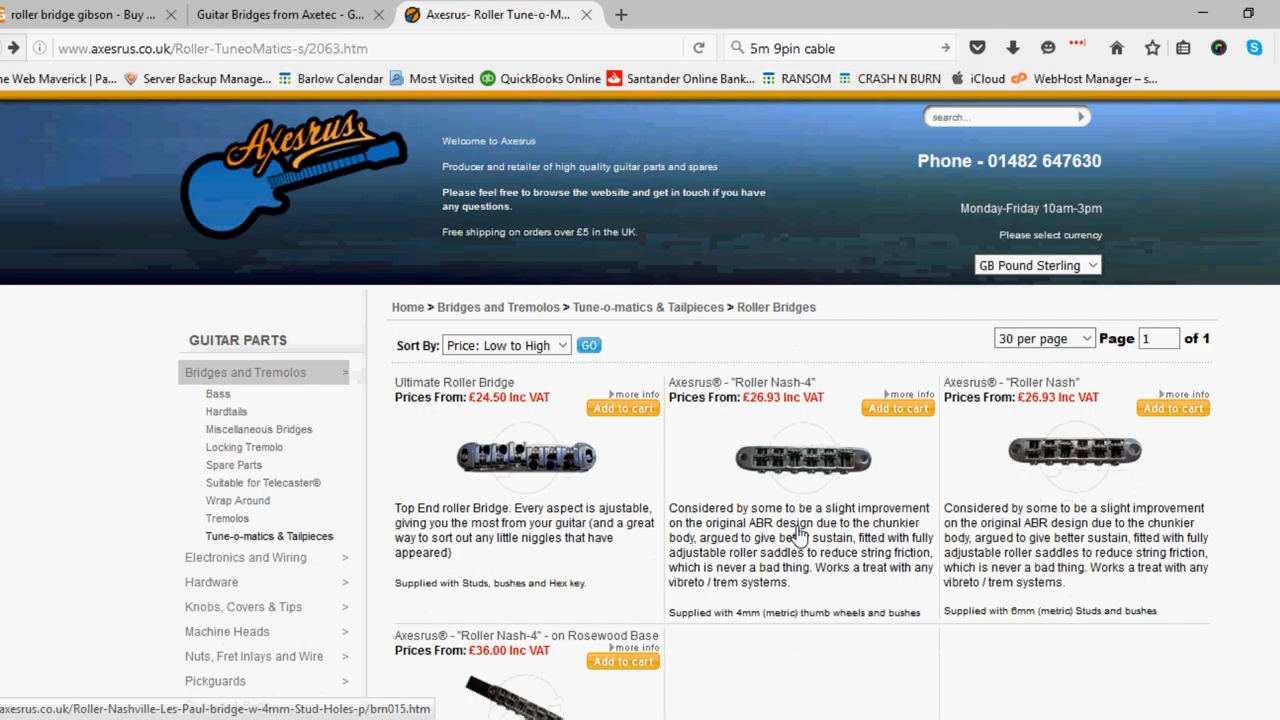 roller bridge gibson - Buy ...
Guitar Bridges from Axetec - G...
Axesrus- Roller Tune-o-M...
www.axesrus.co.uk/Roller-TuneoMatics-s/2063.htm
5m 9pin cable
he Web Maverick | Pa...
Server Backup Manage...
Barlow Calendar
Most Visited
QuickBooks Online
Santander Online Bank...
RANSOM
CRASH N BURN
iCloud
WebHost Manager – s...
Axesrus
Welcome to Axesrus
Producer and retailer of high quality guitar parts and spares
Please feel free to browse the website and get in touch if you have
any questions.
Free shipping on orders over £5 in the UK.
search...
Phone - 01482 647630
Monday-Friday 10am-3pm
Please select currency
GB Pound Sterling
GUITAR PARTS
Bridges and Tremolos >
Bass
Hardtails
Miscellaneous Bridges
Locking Tremolo
Spare Parts
Suitable for Telecaster®
Wrap Around
Tremolos
Tune-o-matics & Tailpieces
Electronics and Wiring >
Hardware >
Knobs, Covers & Tips >
Machine Heads >
Nuts, Fret Inlays and Wire >
Pickguards >
Home > Bridges and Tremolos > Tune-o-matics & Tailpieces > Roller Bridges
Sort By: Price: Low to High GO
30 per page Page 1 of 1
Ultimate Roller Bridge
more info
Prices From: £24.50 Inc VAT
Add to cart
Top End roller Bridge. Every aspect is ajustable,
giving you the most from your guitar (and a great
way to sort out any little niggles that have
appeared)
Supplied with Studs, bushes and Hex key.
Axesrus® - "Roller Nash-4"
more info
Prices From: £26.93 Inc VAT
Add to cart
Considered by some to be a slight improvement
on the original ABR design due to the chunkier
body, argued to give better sustain, fitted with fully
adjustable roller saddles to reduce string friction,
which is never a bad thing. Works a treat with any
vibreto / trem systems.
Supplied with 4mm (metric) thumb wheels and bushes
Axesrus® - "Roller Nash"
more info
Prices From: £26.93 Inc VAT
Add to cart
Considered by some to be a slight improvement
on the original ABR design due to the chunkier
body, argued to give better sustain, fitted with fully
adjustable roller saddles to reduce string friction,
which is never a bad thing. Works a treat with any
vibreto / trem systems.
Supplied with 6mm (metric) Studs and bushes
Axesrus® - "Roller Nash-4" - on Rosewood Base
more info
Prices From: £36.00 Inc VAT
Add to cart
axesrus.co.uk/Roller-Nashville-Les-Paul-bridge-w-4mm-Stud-Holes-p/brn015.htm